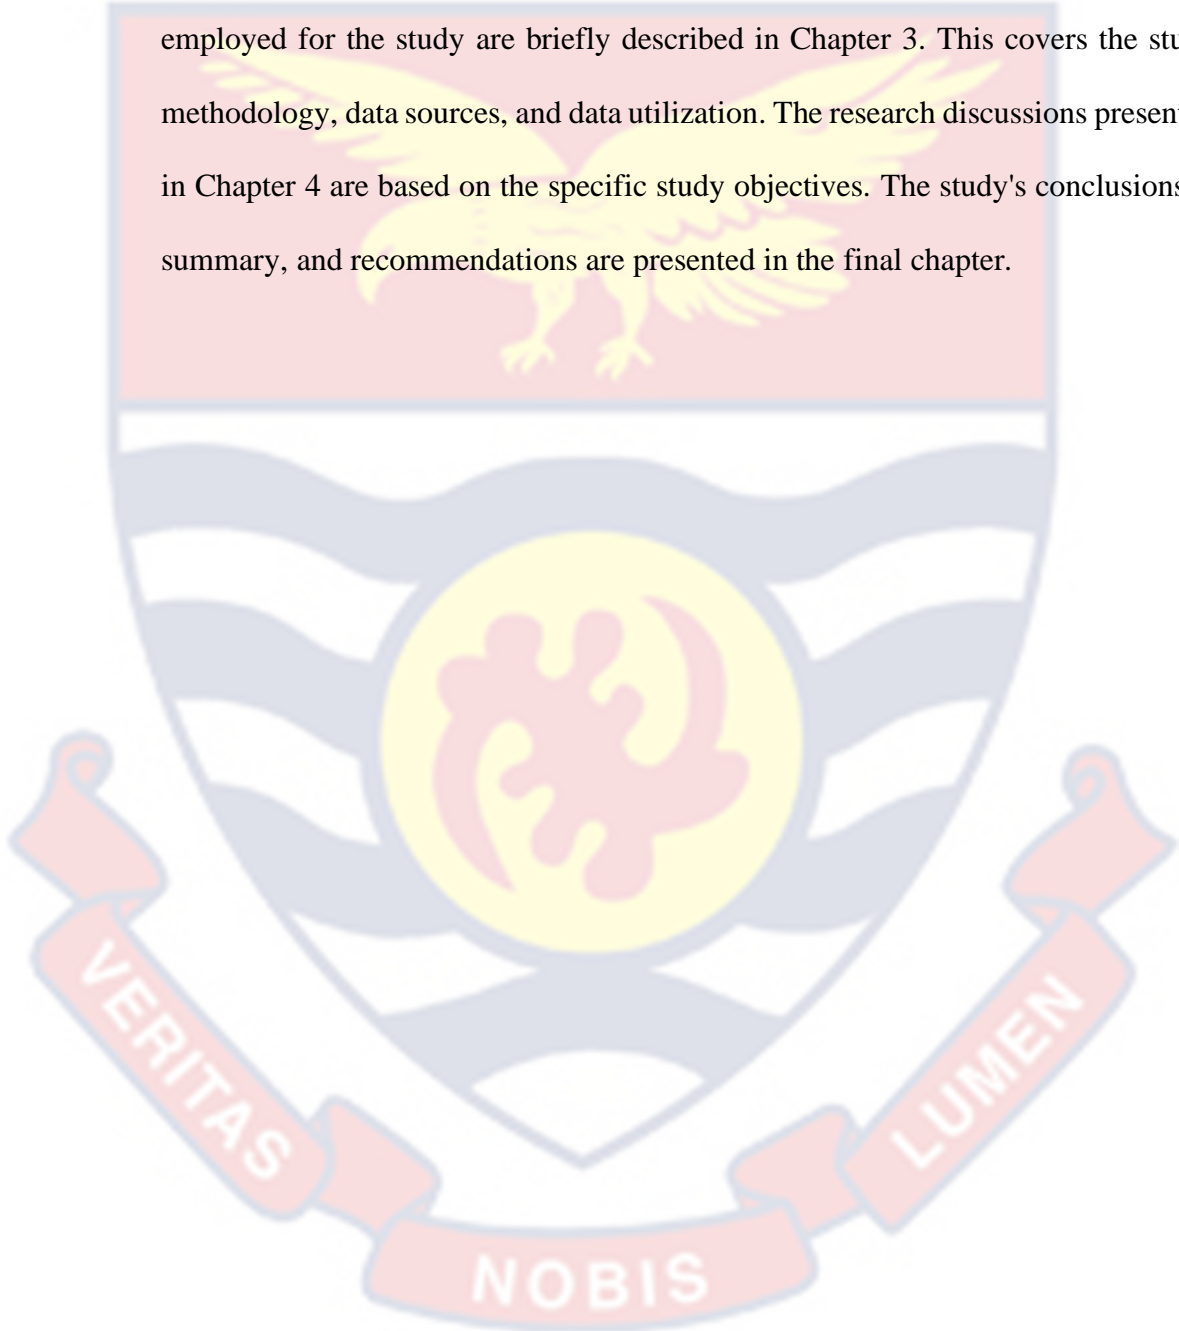 employed for the study are briefly described in Chapter 3. This covers the stu
methodology, data sources, and data utilization. The research discussions present
in Chapter 4 are based on the specific study objectives. The study's conclusions
summary, and recommendations are presented in the final chapter.
VERITAS
NOBIS
LUMEN